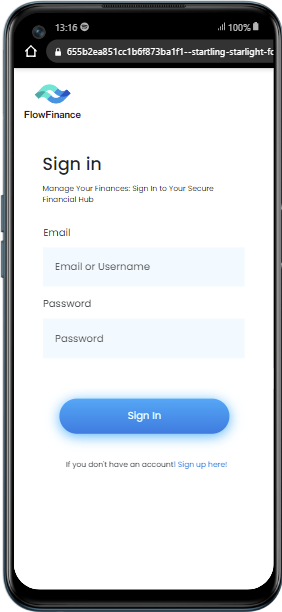 13:16
100%
655b2ea851cc1b6f873ba1f1--startling-starlight-fc
FlowFinance
Sign in
Manage Your Finances: Sign In to Your Secure
Financial Hub
Email
Email or Username
Password
Password
Sign In
If you don't have an account! Sign up here!